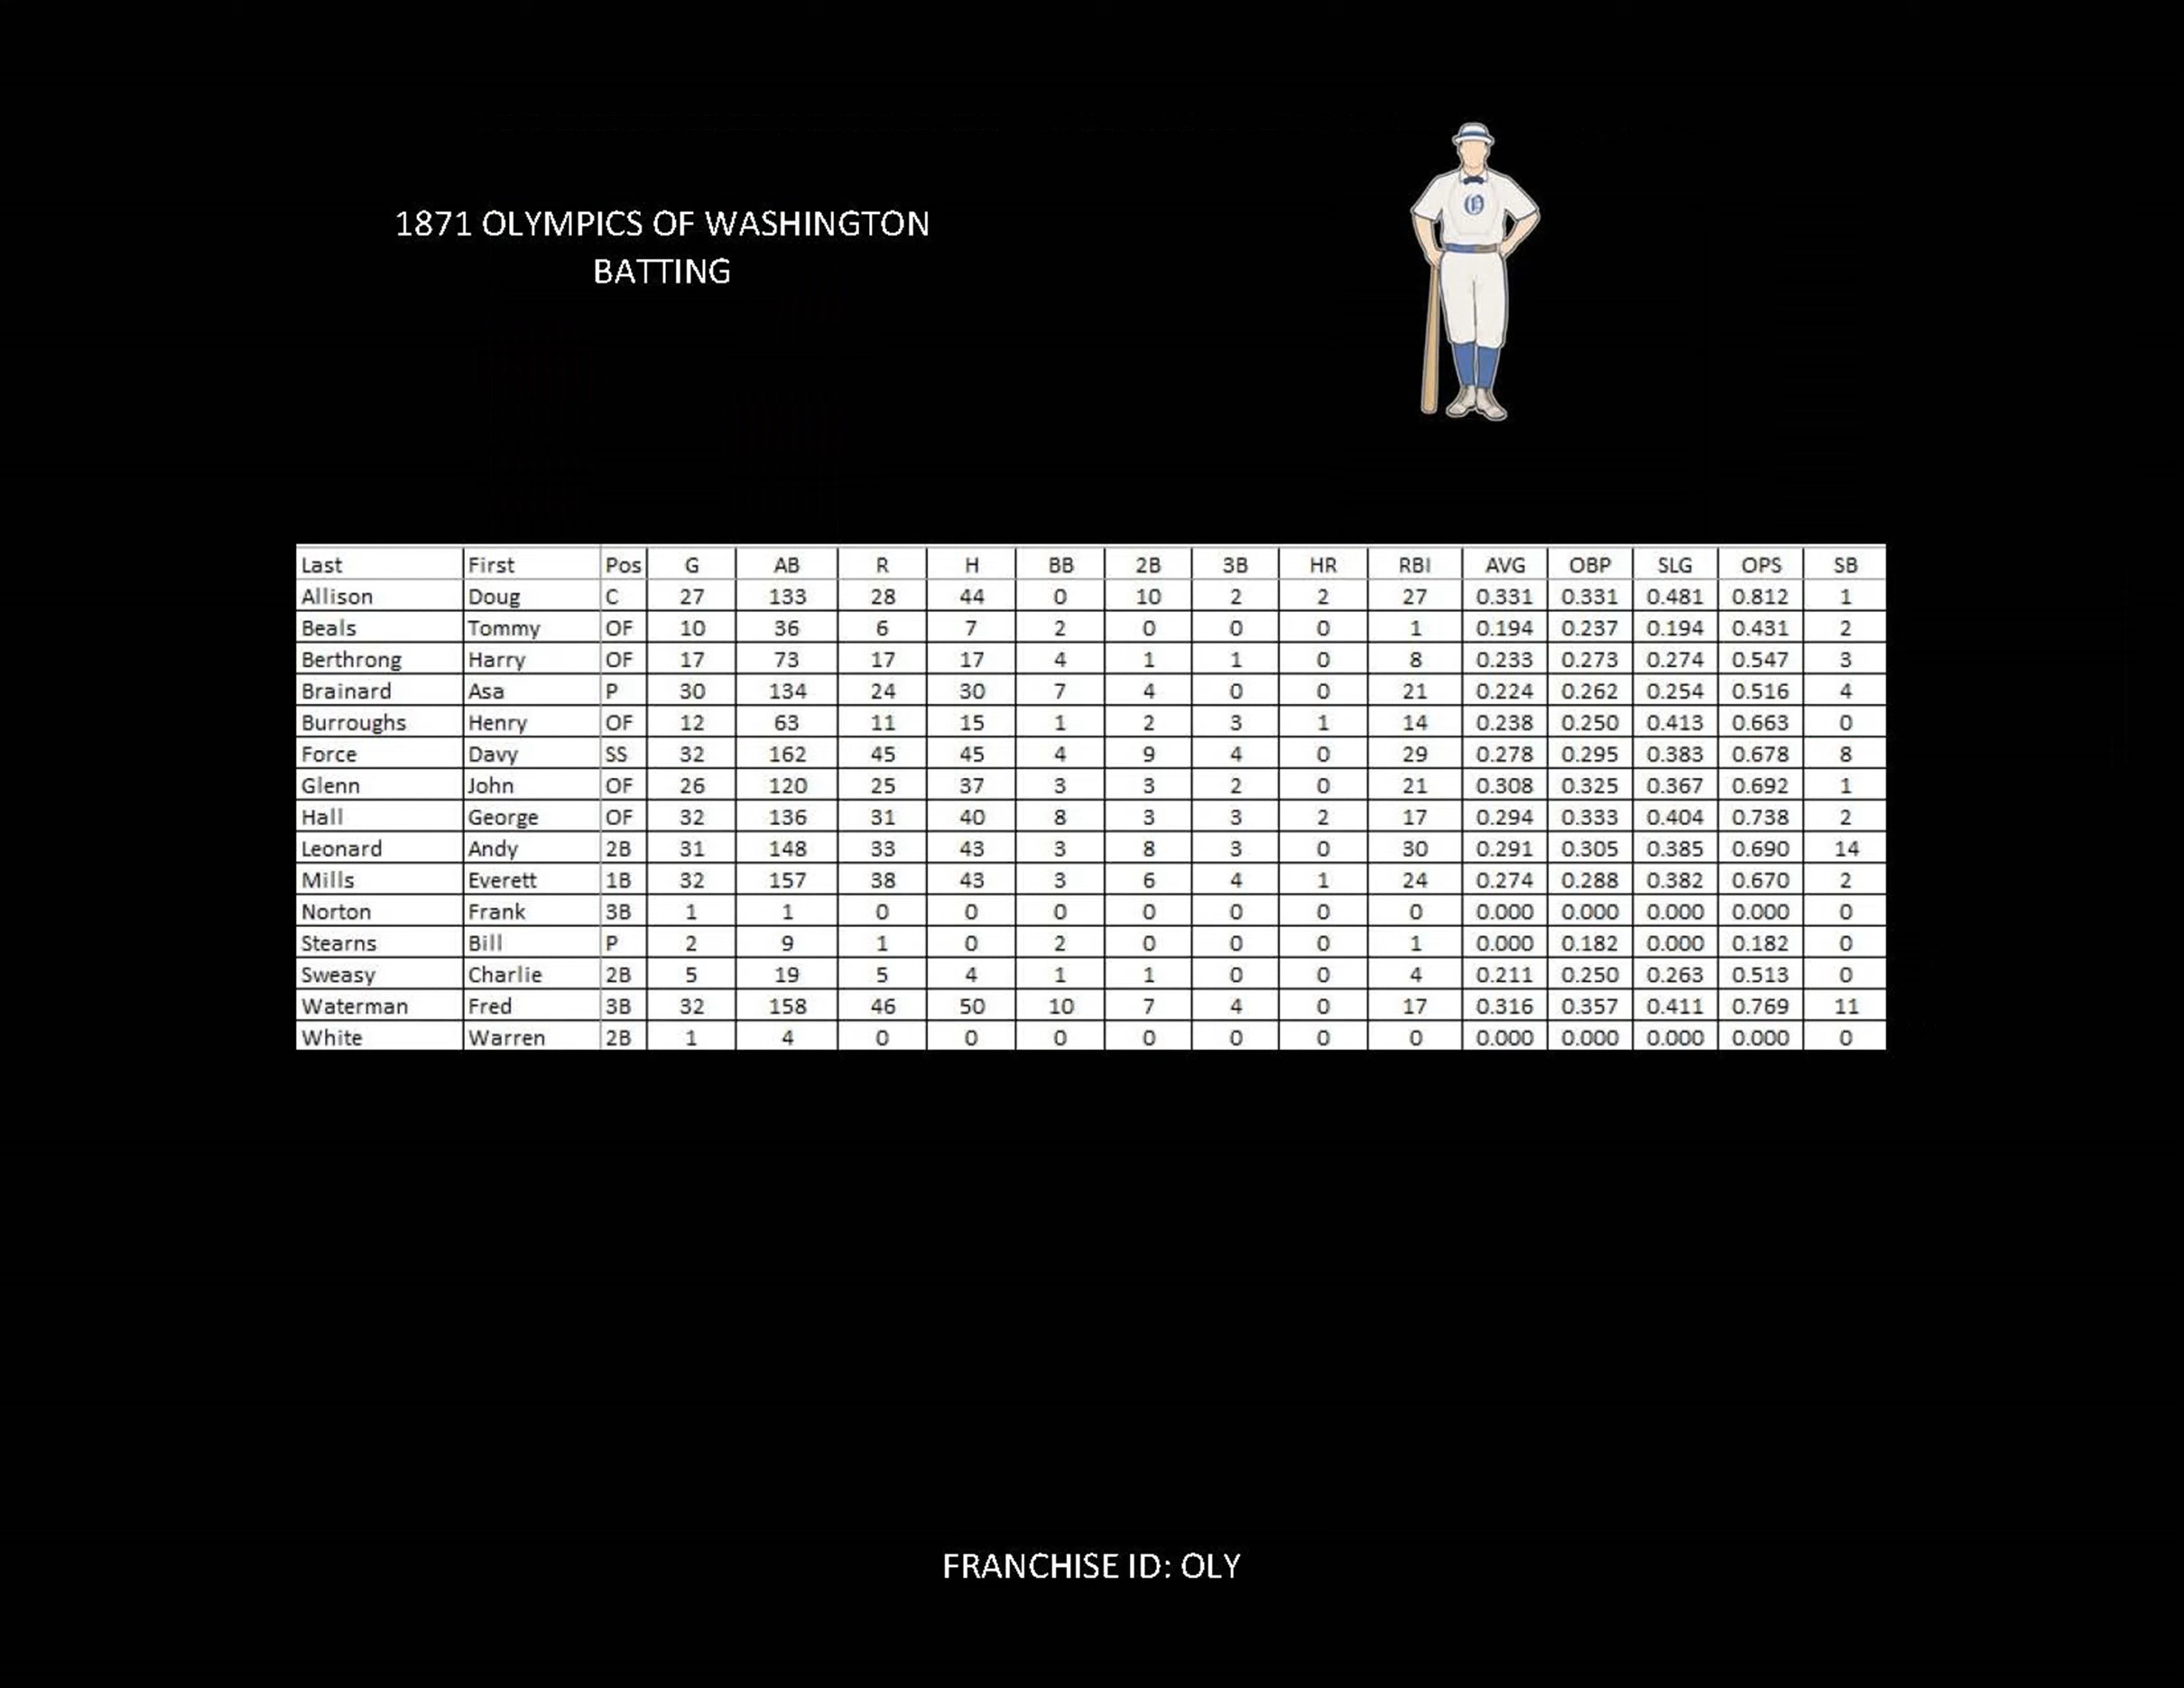 1871 OLYMPICS OF WASHINGTON
BATTING
O
Last First Pos G AB R H BB 2B 3B HR RBI AVG OBP SLG OPS SB
Allison Doug C 27 133 28 44 0 10 2 2 27 0.331 0.331 0.481 0.812 1
Beals Tommy OF 10 36 6 7 2 0 0 0 1 0.194 0.237 0.194 0.431 2
Berthrong Harry OF 17 73 17 17 4 1 1 0 8 0.233 0.273 0.274 0.547 3
Brainard Asa P 30 134 24 30 7 4 0 0 21 0.224 0.262 0.254 0.516 4
Burroughs Henry OF 12 63 11 15 1 2 3 1 14 0.238 0.250 0.413 0.663 0
Force Davy SS 32 162 45 45 4 9 4 0 29 0.278 0.295 0.383 0.678 8
Glenn John OF 26 120 25 37 3 3 2 0 21 0.308 0.325 0.367 0.692 1
Hall George OF 32 136 31 40 8 3 3 2 17 0.294 0.333 0.404 0.738 2
Leonard Andy 2B 31 148 33 43 3 8 3 0 30 0.291 0.305 0.385 0.690 14
Mills Everett 1B 32 157 38 43 3 6 4 1 24 0.274 0.288 0.382 0.670 2
Norton Frank 3B 1 1 0 0 0 0 0 0 0 0.000 0.000 0.000 0.000 0
Stearns Bill P 2 9 1 0 2 0 0 0 1 0.000 0.182 0.000 0.182 0
Sweasy Charlie 2B 5 19 5 4 1 1 0 0 4 0.211 0.250 0.263 0.513 0
Waterman Fred 3B 32 158 46 50 10 7 4 0 17 0.316 0.357 0.411 0.769 11
White Warren 2B 1 4 0 0 0 0 0 0 0 0.000 0.000 0.000 0.000 0
FRANCHISE ID: OLY